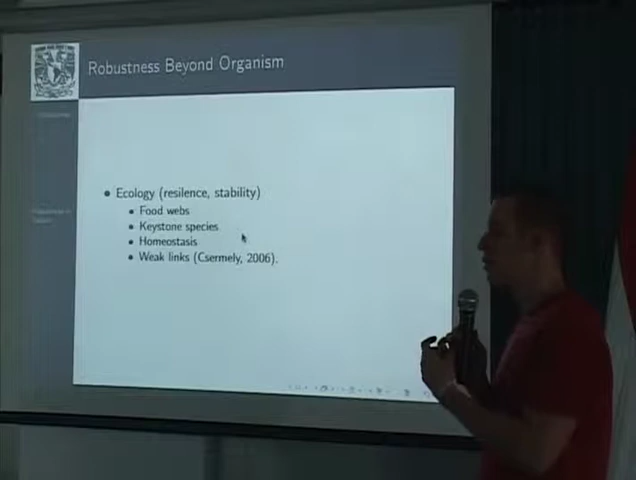 Robustness Beyond Organism
Ecology (resilence, stability)
Food webs
Keystone species
Homeostasis
Weak links (Csermely, 2006).